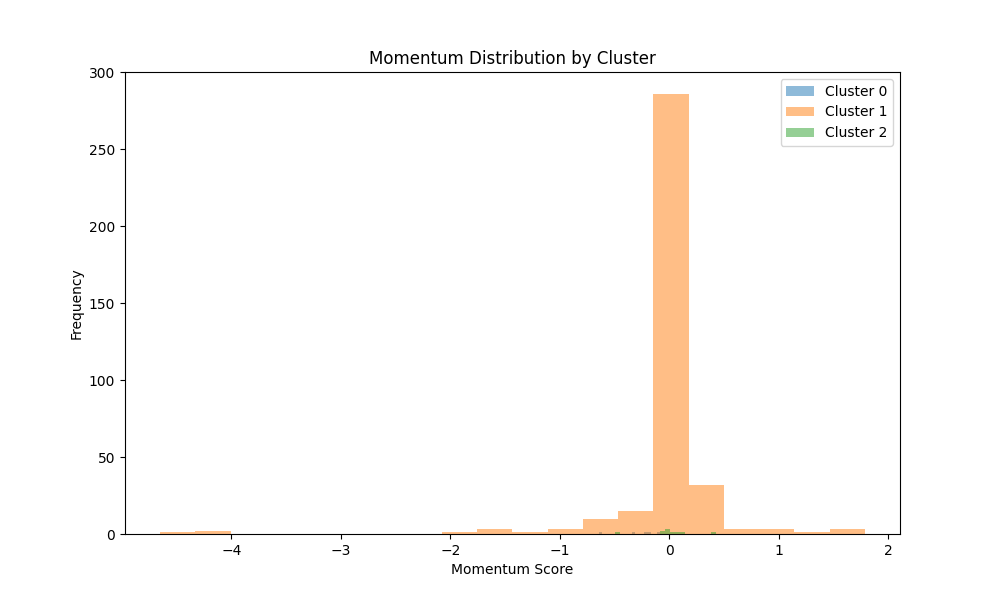 Momentum Distribution by Cluster
300
250
200
150
100
50
0
Frequency
Cluster 0
Cluster 1
Cluster 2
−4
−3
−2
−1
0
1
2
Momentum Score